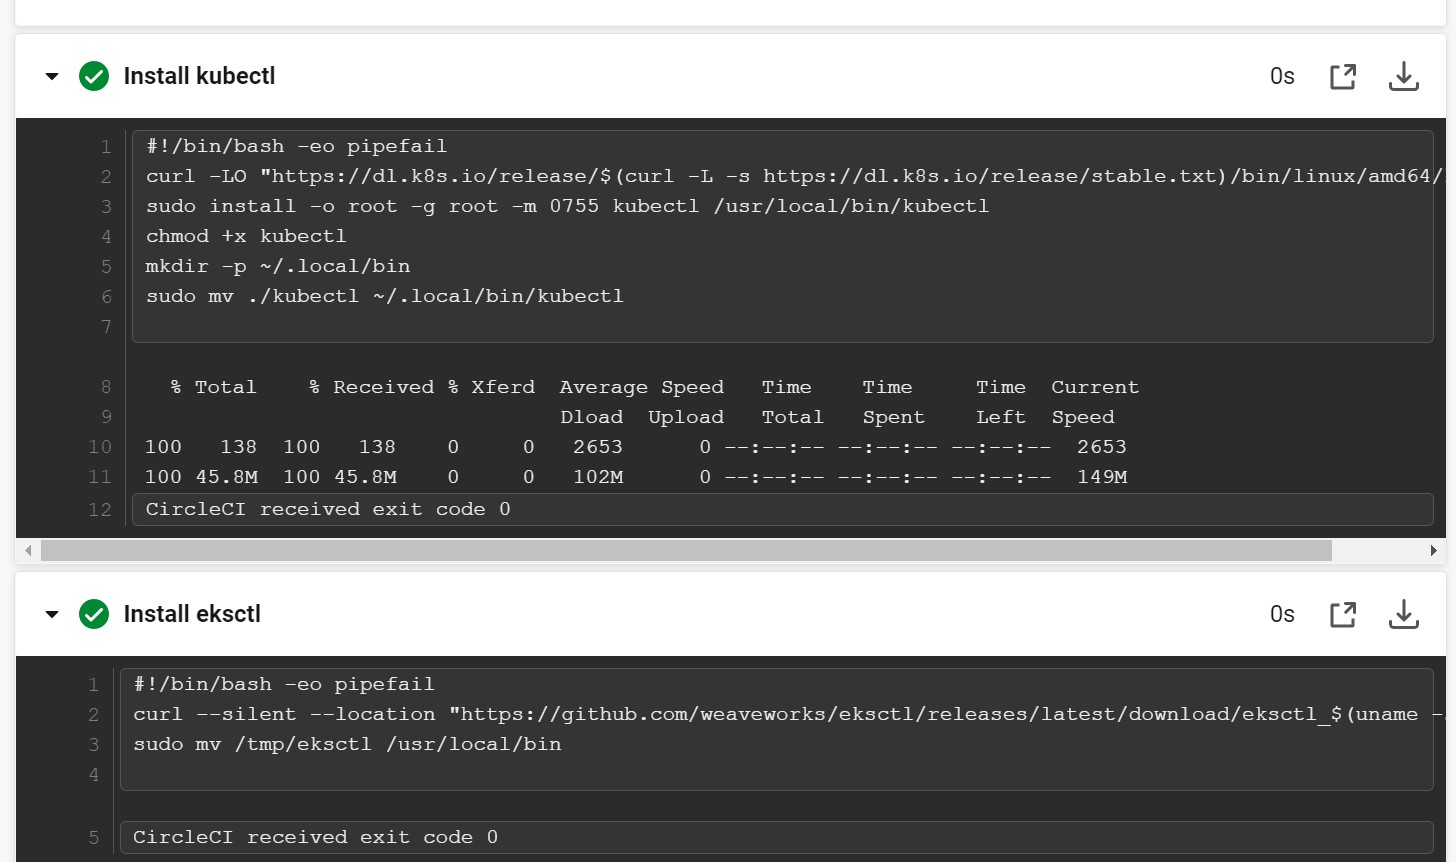 Install kubectl
0s
1 #!/bin/bash -eo pipefail
2 curl -LO "https://dl.k8s.io/release/$(curl -L -s https://dl.k8s.io/release/stable.txt)/bin/linux/amd64/
3 sudo install -o root -g root -m 0755 kubectl /usr/local/bin/kubectl
4 chmod +x kubectl
5 mkdir -p ~/.local/bin
6 sudo mv ./kubectl ~/.local/bin/kubectl
7
8 % Total % Received % Xferd Average Speed Time Time Time Current
9 Dload Upload Total Spent Left Speed
10 100 138 100 138 0 0 2653 0 --:--:-- --:--:-- --:--:-- 2653
11 100 45.8M 100 45.8M 0 0 102M 0 --:--:-- --:--:-- --:--:-- 149M
12 CircleCI received exit code 0
Install eksctl
0s
1 #!/bin/bash -eo pipefail
2 curl --silent --location "https://github.com/weaveworks/eksctl/releases/latest/download/eksctl_$(uname -
3 sudo mv /tmp/eksctl /usr/local/bin
4
5 CircleCI received exit code 0